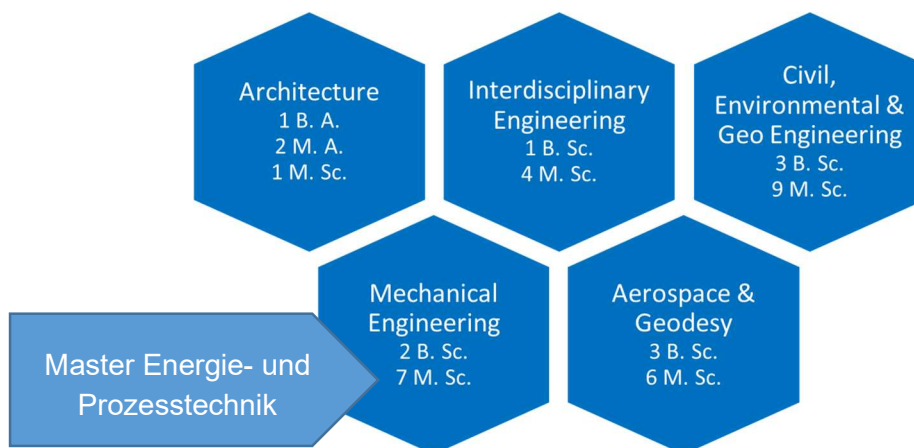 Architecture
1 B. A.
2 M. A.
1 M. Sc.
Interdisciplinary
Engineering
1 B. Sc.
4 M. Sc.
Civil,
Environmental &
Geo Engineering
3 B. Sc.
9 M. Sc.
Master Energie- und
Prozesstechnik
Mechanical
Engineering
2 B. Sc.
7 M. Sc.
Aerospace &
Geodesy
3 B. Sc.
6 M. Sc.